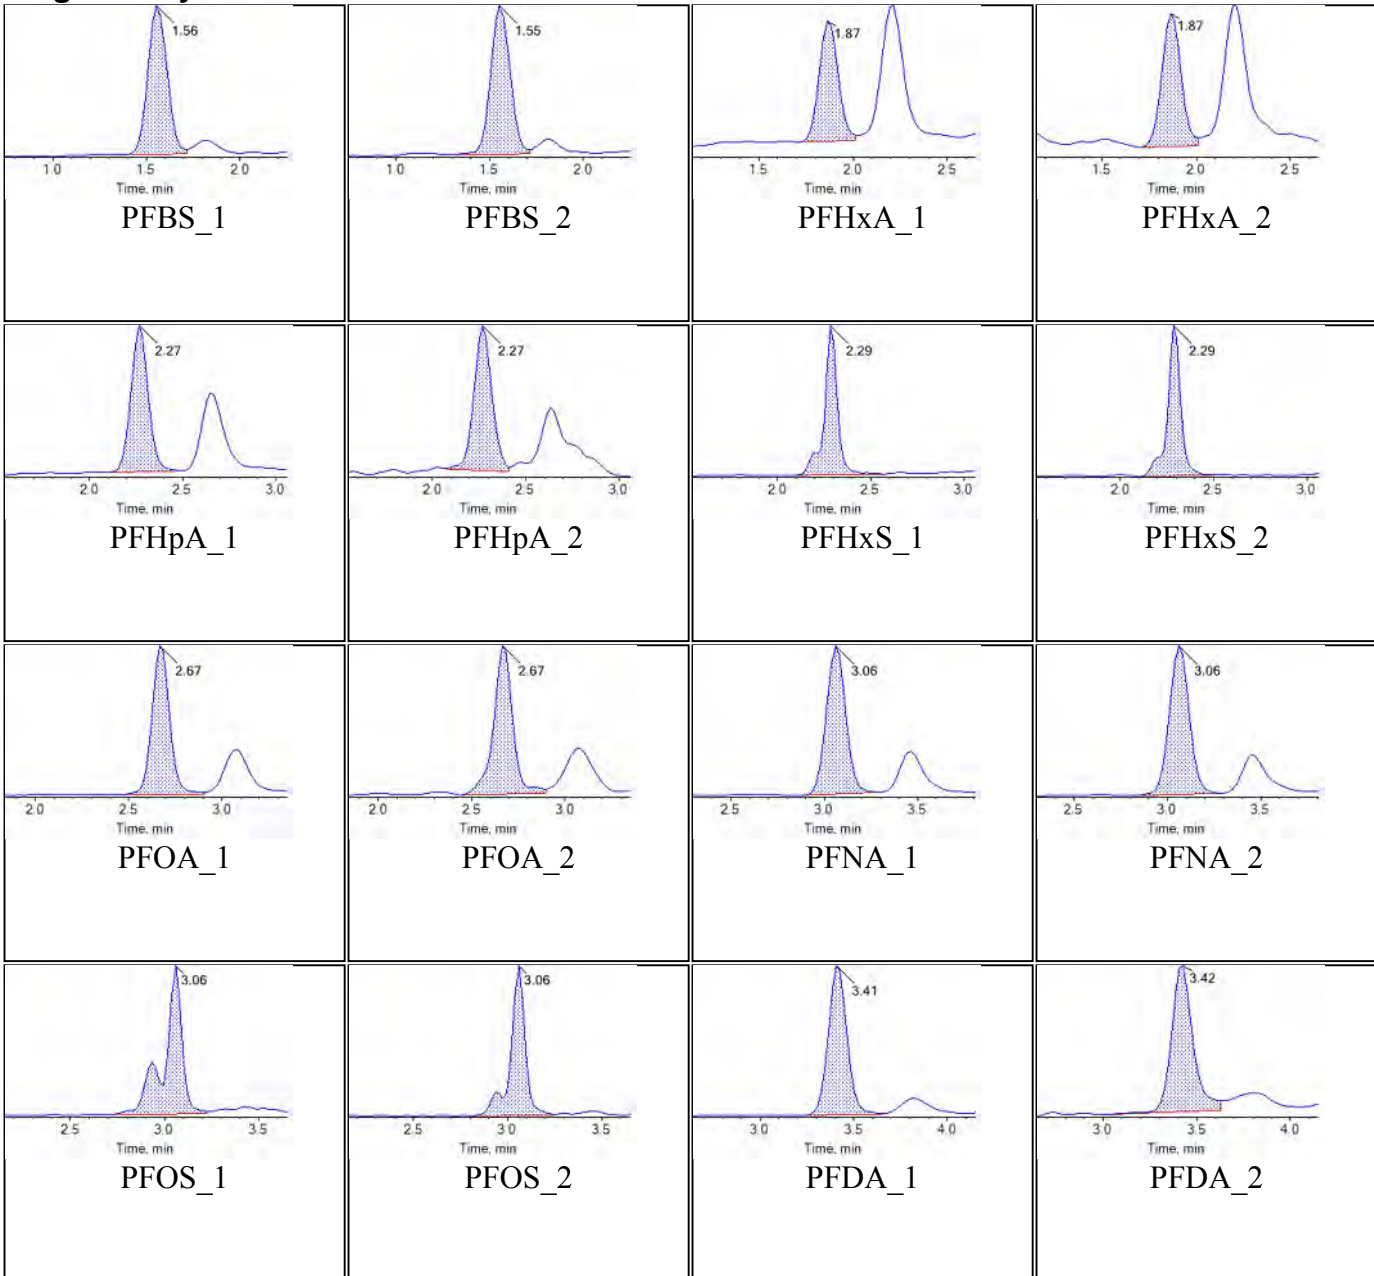 1.56
1.0 1.5 2.0
Time, min
PFBS_1
1.55
1.0 1.5 2.0
Time, min
PFBS_2
1.87
1.5 2.0 2.5
Time, min
PFHxA_1
1.87
1.5 2.0 2.5
Time, min
PFHxA_2
2.27
2.0 2.5 3.0
Time, min
PFHpA_1
2.27
2.0 2.5 3.0
Time, min
PFHpA_2
2.29
2.0 2.5 3.0
Time, min
PFHxS_1
2.29
2.0 2.5 3.0
Time, min
PFHxS_2
2.67
2.0 2.5 3.0
Time, min
PFOA_1
2.67
2.0 2.5 3.0
Time, min
PFOA_2
3.06
2.5 3.0 3.5
Time, min
PFNA_1
3.06
2.5 3.0 3.5
Time, min
PFNA_2
3.06
2.5 3.0 3.5
Time, min
PFOS_1
3.06
2.5 3.0 3.5
Time, min
PFOS_2
3.41
3.0 3.5 4.0
Time, min
PFDA_1
3.42
3.0 3.5 4.0
Time, min
PFDA_2